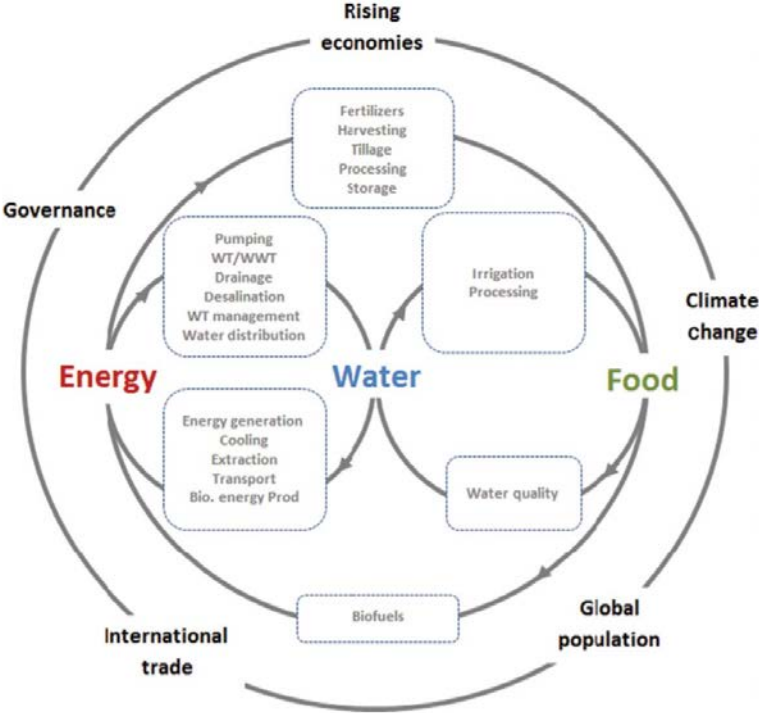 Rising
economies
Fertilizers
Harvesting
Tillage
Processing
Storage
Governance
Pumping
WT/WWT
Drainage
Desalination
WT management
Water distribution
Irrigation
Processing
Climate
change
Energy
Water
Food
Energy generation
Cooling
Extraction
Transport
Bio. energy Prod
Water quality
Biofuels
International
trade
Global
population